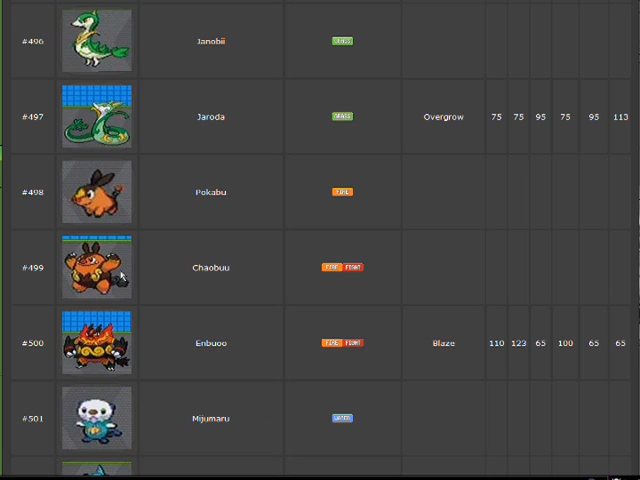 #496 Janobii GRASS
#497 Jaroda GRASS Overgrow 75 75 95 75 95 113
#498 Pokabu FIRE
#499 Chaobuu FIRE FIGHT
#500 Enbuoo FIRE FIGHT Blaze 110 123 65 100 65 65
#501 Mijumaru WATER